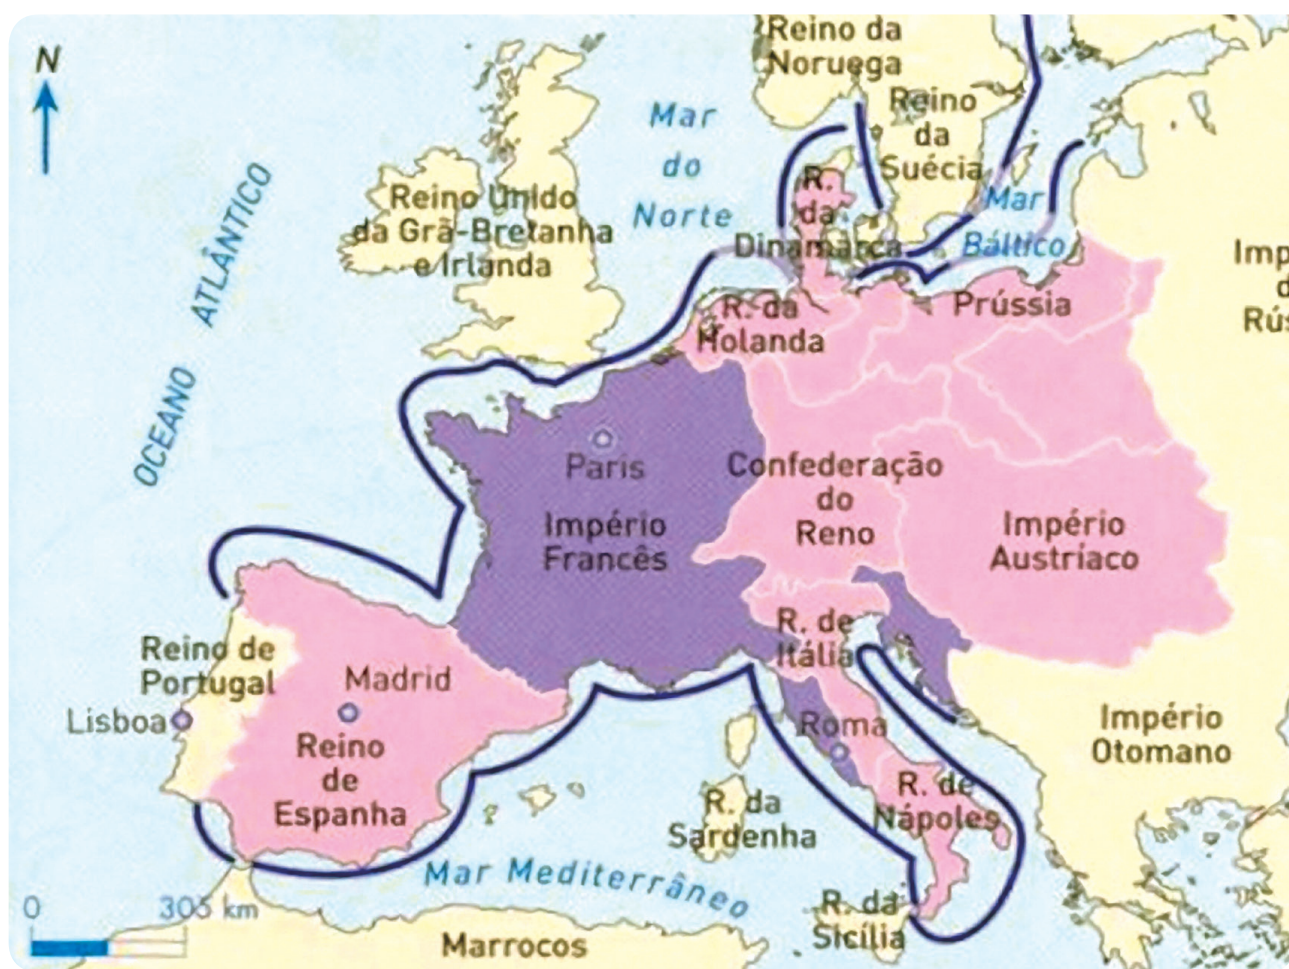 N
Reino da
Noruega
Reino
da
Suécia
Mar
do
Norte
OCEANO ATLÂNTICO
Reino Unido
da Grã-Bretanha
e Irlanda
R.
da
Dinamarca
Mar
Báltico
R. da
Holanda
Prússia
Paris
Império
Francês
Confederação
do
Reno
Império
Austríaco
R. de
Itália
Reino de
Portugal
Lisboa
Madrid
Reino
de
Espanha
Roma
R. de
Nápoles
R. da
Sardenha
Império
Otomano
Mar Mediterrâneo
R. da
Sicília
Marrocos
0 305 km